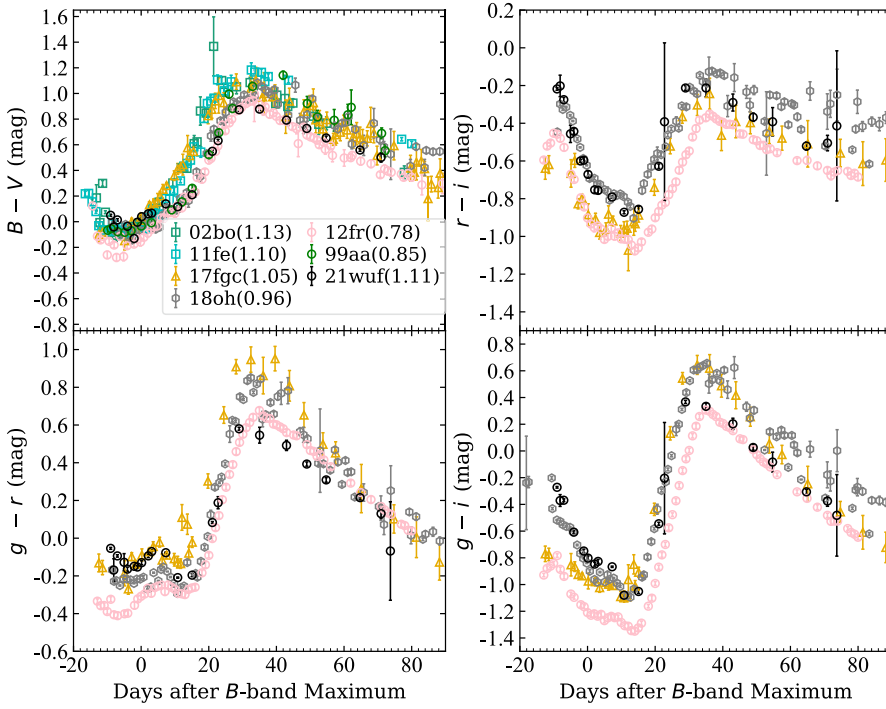 1.6
1.4
1.2
1.0
0.8
0.6
0.4
0.2
0.0
-0.2
-0.4
-0.6
-0.8
B − V (mag)
02bo(1.13)
11fe(1.10)
17fgc(1.05)
18oh(0.96)
12fr(0.78)
99aa(0.85)
21wuf(1.11)
0.2
0.0
-0.2
-0.4
-0.6
-0.8
-1.0
-1.2
-1.4
r − i (mag)
1.0
0.8
0.6
0.4
0.2
0.0
-0.2
-0.4
-0.6
g − r (mag)
-20 0 20 40 60 80
Days after B-band Maximum
0.8
0.6
0.4
0.2
0.0
-0.2
-0.4
-0.6
-0.8
-1.0
-1.2
-1.4
g − i (mag)
-20 0 20 40 60 80
Days after B-band Maximum